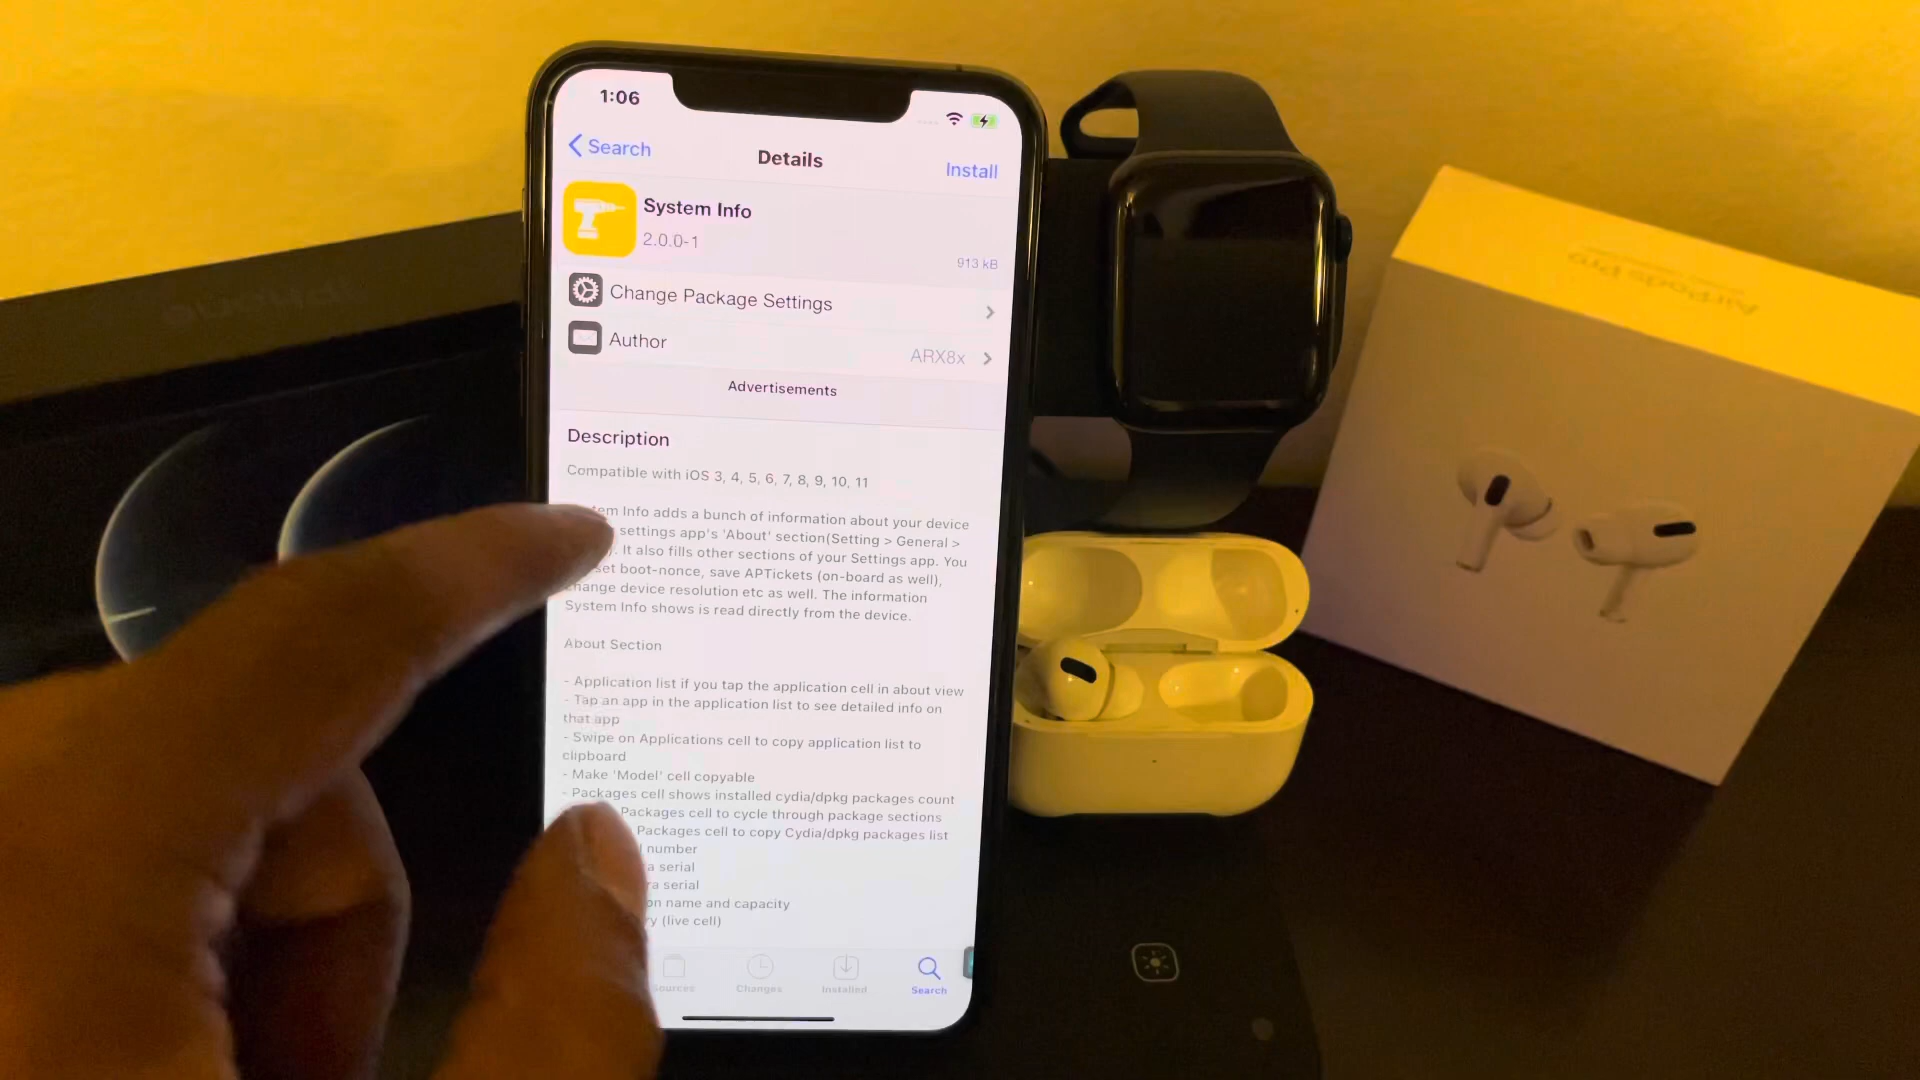 1:06
Search
Details
Install
System Info
2.0.0-1
913 kB
Change Package Settings
Author
ARX8x
Advertisements
Description
Compatible with iOS 3, 4, 5, 6, 7, 8, 9, 10, 11
tem Info adds a bunch of information about your device
settings app's 'About' section(Setting > General >
). It also fills other sections of your Settings app. You
set boot-nonce, save APTickets (on-board as well),
change device resolution etc as well. The information
System Info shows is read directly from the device.
About Section
- Application list if you tap the application cell in about view
- Tap an app in the application list to see detailed info on
that app
- Swipe on Applications cell to copy application list to
clipboard
- Make 'Model' cell copyable
- Packages cell shows installed cydia/dpkg packages count
Packages cell to cycle through package sections
Packages cell to copy Cydia/dpkg packages list
number
serial
serial
name and capacity
(live cell)
ources
Changes
Installed
Search
AirPods Pro